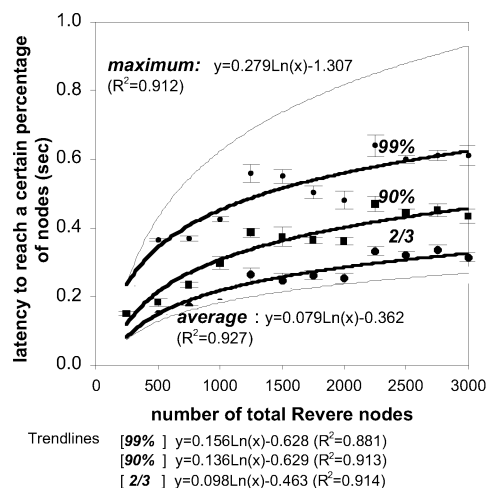 latency to reach a certain percentage
of nodes (sec)
1.0
0.8
0.6
0.4
0.2
0.0
maximum: y=0.279Ln(x)-1.307
(R²=0.912)
99%
90%
2/3
average : y=0.079Ln(x)-0.362
(R²=0.927)
0 500 1000 1500 2000 2500 3000
number of total Revere nodes
Trendlines [99% ] y=0.156Ln(x)-0.628 (R²=0.881)
[90% ] y=0.136Ln(x)-0.629 (R²=0.913)
[ 2/3 ] y=0.098Ln(x)-0.463 (R²=0.914)